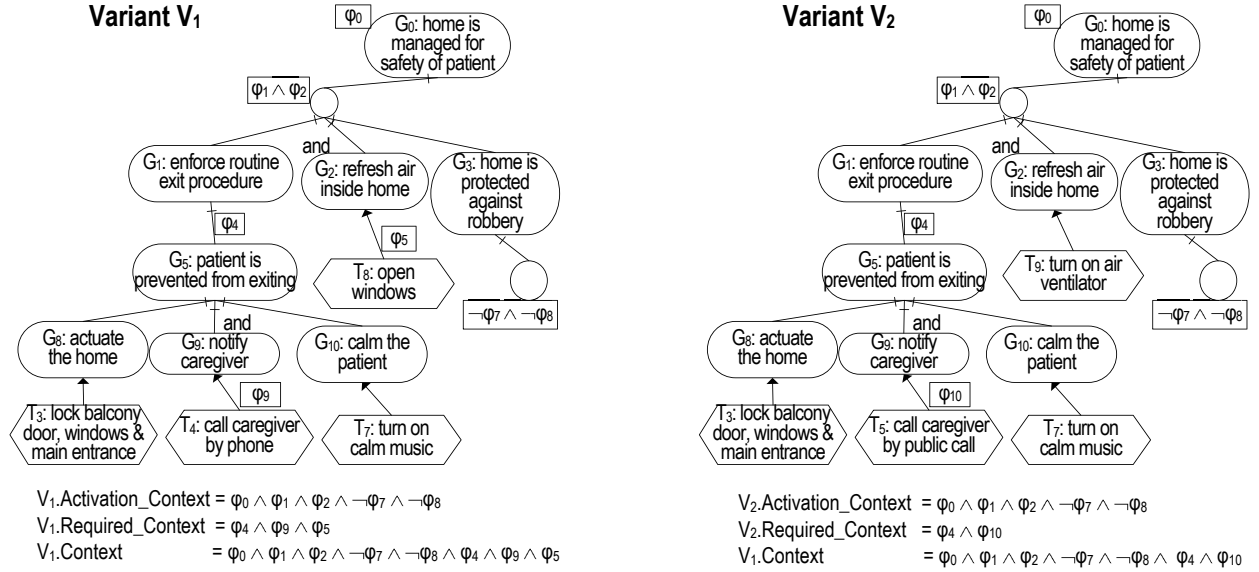 Variant V₁
φ₀
G₀: home is
managed for
safety of patient
φ₁ ∧ φ₂
and
G₁: enforce routine
exit procedure
G₂: refresh air
inside home
G₃: home is
protected
against
robbery
φ₄
φ₅
G₅: patient is
prevented from exiting
T₈: open
windows
¬φ₇ ∧ ¬φ₈
and
G₈: actuate
the home
G₉: notify
caregiver
G₁₀: calm the
patient
φ₉
T₃: lock balcony
door, windows &
main entrance
T₄: call caregiver
by phone
T₇: turn on
calm music
V₁.Activation_Context = φ₀ ∧ φ₁ ∧ φ₂ ∧ ¬φ₇ ∧ ¬φ₈
V₁.Required_Context = φ₄ ∧ φ₉ ∧ φ₅
V₁.Context = φ₀ ∧ φ₁ ∧ φ₂ ∧ ¬φ₇ ∧ ¬φ₈ ∧ φ₄ ∧ φ₉ ∧ φ₅
Variant V₂
φ₀
G₀: home is
managed for
safety of patient
φ₁ ∧ φ₂
and
G₁: enforce routine
exit procedure
G₂: refresh air
inside home
G₃: home is
protected
against
robbery
φ₄
G₅: patient is
prevented from exiting
T₉: turn on air
ventilator
¬φ₇ ∧ ¬φ₈
and
G₈: actuate
the home
G₉: notify
caregiver
G₁₀: calm the
patient
φ₁₀
T₃: lock balcony
door, windows &
main entrance
T₅: call caregiver
by public call
T₇: turn on
calm music
V₂.Activation_Context = φ₀ ∧ φ₁ ∧ φ₂ ∧ ¬φ₇ ∧ ¬φ₈
V₂.Required_Context = φ₄ ∧ φ₁₀
V₁.Context = φ₀ ∧ φ₁ ∧ φ₂ ∧ ¬φ₇ ∧ ¬φ₈ ∧ φ₄ ∧ φ₁₀